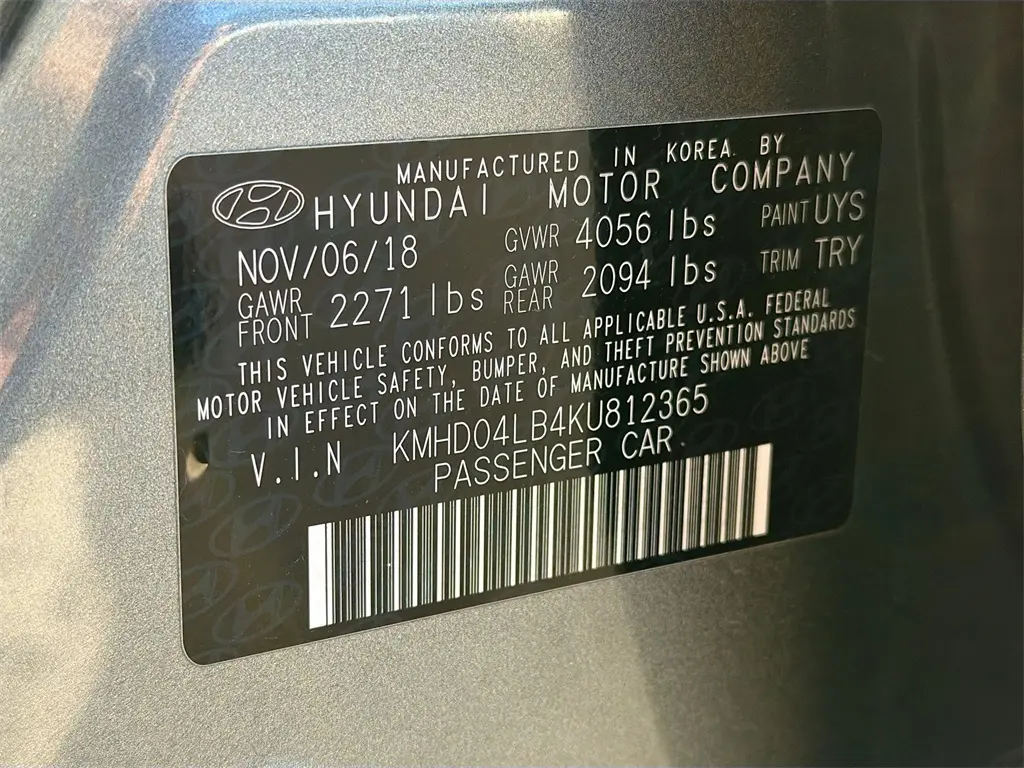 MANUFACTURED IN KOREA BY
HYUNDAI MOTOR COMPANY
NOV/06/18 GVWR 4056 lbs PAINT UYS
GAWR FRONT 2271 lbs GAWR REAR 2094 lbs TRIM TRY
THIS VEHICLE CONFORMS TO ALL APPLICABLE U.S.A. FEDERAL
MOTOR VEHICLE SAFETY, BUMPER, AND THEFT PREVENTION STANDARDS
IN EFFECT ON THE DATE OF MANUFACTURE SHOWN ABOVE
V.I.N KMHD04LB4KU812365
PASSENGER CAR